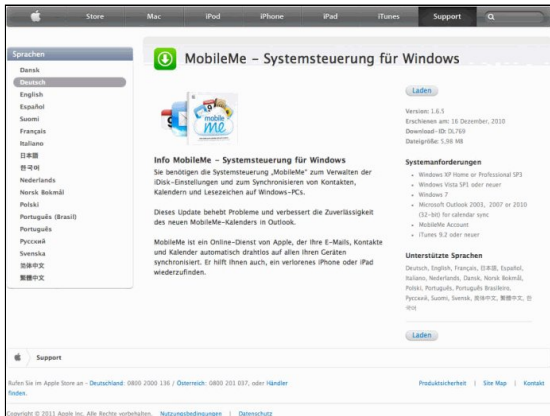 Store Mac iPod iPhone iPad iTunes Support
Sprachen
Dansk
Deutsch
English
Español
Suomi
Français
Italiano
日本語
한국어
Nederlands
Norsk Bokmål
Polski
Português (Brasil)
Português
Русский
Svenska
简体中文
繁體中文
MobileMe – Systemsteuerung für Windows
mobile
me
Info MobileMe – Systemsteuerung für Windows
Sie benötigen die Systemsteuerung „MobileMe" zum Verwalten der
iDisk-Einstellungen und zum Synchronisieren von Kontakten,
Kalendern und Lesezeichen auf Windows-PCs.
Dieses Update behebt Probleme und verbessert die Zuverlässigkeit
des neuen MobileMe-Kalenders in Outlook.
MobileMe ist ein Online-Dienst von Apple, der Ihre E-Mails, Kontakte
und Kalender automatisch drahtlos auf allen Ihren Geräten
synchronisiert. Er hilft Ihnen auch, ein verlorenes iPhone oder iPad
wiederzufinden.
Laden
Version: 1.6.5
Erschienen am: 16 Dezember, 2010
Download-ID: DL769
Dateigröße: 5,98 MB
Systemanforderungen
Windows XP Home or Professional SP3
Windows Vista SP1 oder neuer
Windows 7
Microsoft Outlook 2003, 2007 or 2010
(32-bit) for calendar sync
MobileMe Account
iTunes 9.2 oder neuer
Unterstützte Sprachen
Deutsch, English, Français, 日本語, Español,
Italiano, Nederlands, Dansk, Norsk Bokmål,
Polski, Português, Português Brasileiro,
Русский, Suomi, Svensk, 简体中文, 繁體中文, 한
국어
Laden
Support
Rufen Sie im Apple Store an – Deutschland: 0800 2000 136 / Österreich: 0800 201 037, oder Händler
finden.
Produktsicherheit | Site Map | Kontakt
Copyright © 2011 Apple Inc. Alle Rechte vorbehalten. Nutzungsbedingungen | Datenschutz